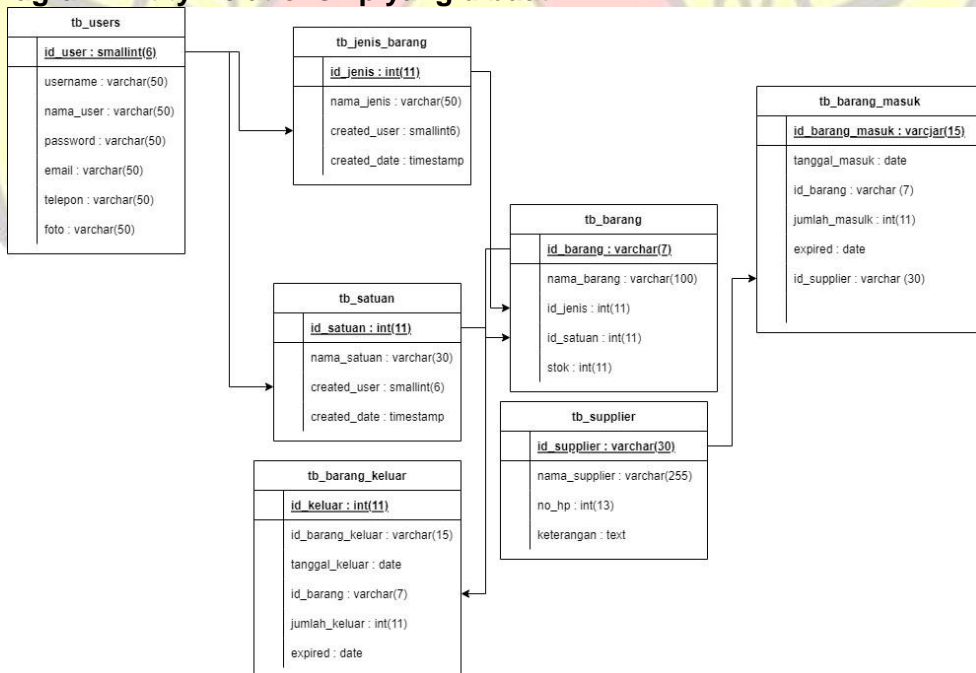 tb_users
id_user : smallint(6)
username : varchar(50)
nama_user : varchar(50)
password : varchar(50)
email : varchar(50)
telepon : varchar(50)
foto : varchar(50)
tb_jenis_barang
id_jenis : int(11)
nama_jenis : varchar(50)
created_user : smallint6)
created_date : timestamp
tb_barang_masuk
id_barang_masuk : varcjar(15)
tanggal_masuk : date
id_barang : varchar (7)
jumlah_masulk : int(11)
expired : date
id_supplier : varchar (30)
tb_barang
id_barang : varchar(7)
nama_barang : varchar(100)
id_jenis : int(11)
id_satuan : int(11)
stok : int(11)
tb_satuan
id_satuan : int(11)
nama_satuan : varchar(30)
created_user : smallint(6)
created_date : timestamp
tb_supplier
id_supplier : varchar(30)
nama_supplier : varchar(255)
no_hp : int(13)
keterangan : text
tb_barang_keluar
id_keluar : int(11)
id_barang_keluar : varchar(15)
tanggal_keluar : date
id_barang : varchar(7)
jumlah_keluar : int(11)
expired : date